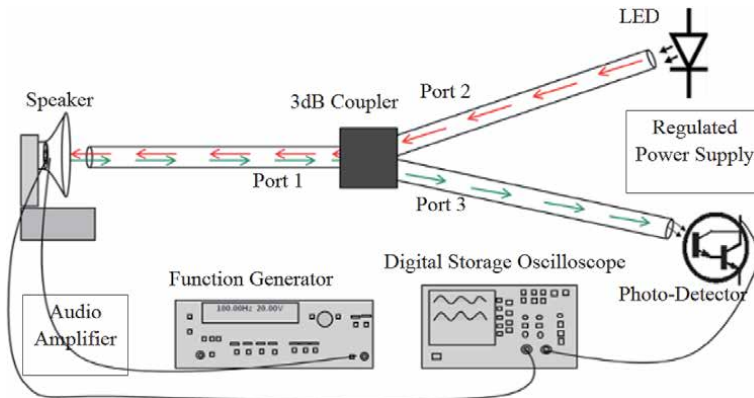 LED
Speaker
3dB Coupler
Port 2
Regulated
Power Supply
Port 1
Port 3
Function Generator
Digital Storage Oscilloscope
Photo-Detector
100.00Hz 20.00V
Audio
Amplifier